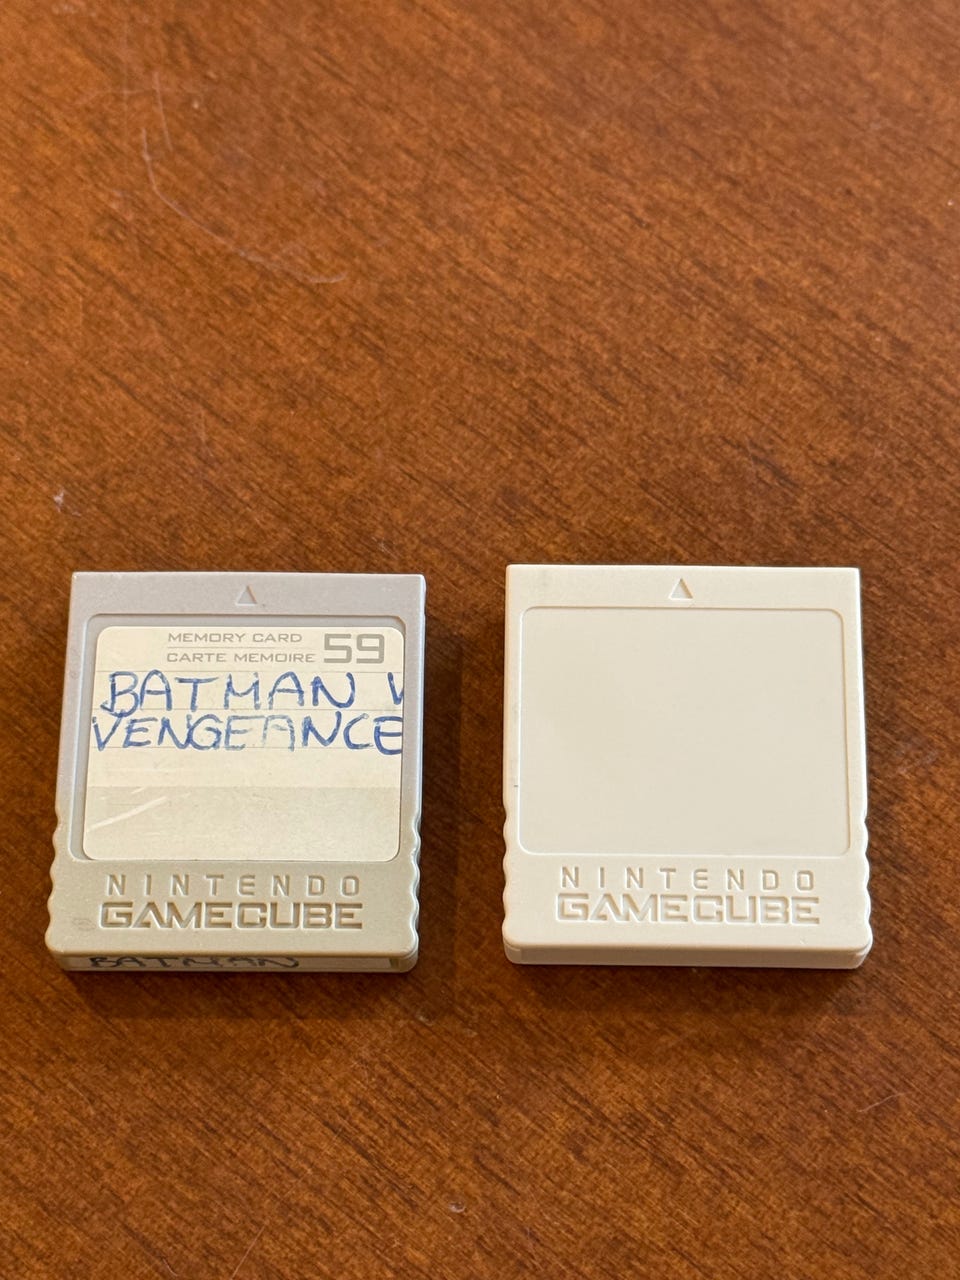 MEMORY CARD
CARTE MEMOIRE 59
BATMAN V
VENGEANCE
NINTENDO
GAMECUBE
BATMAN
NINTENDO
GAMECUBE